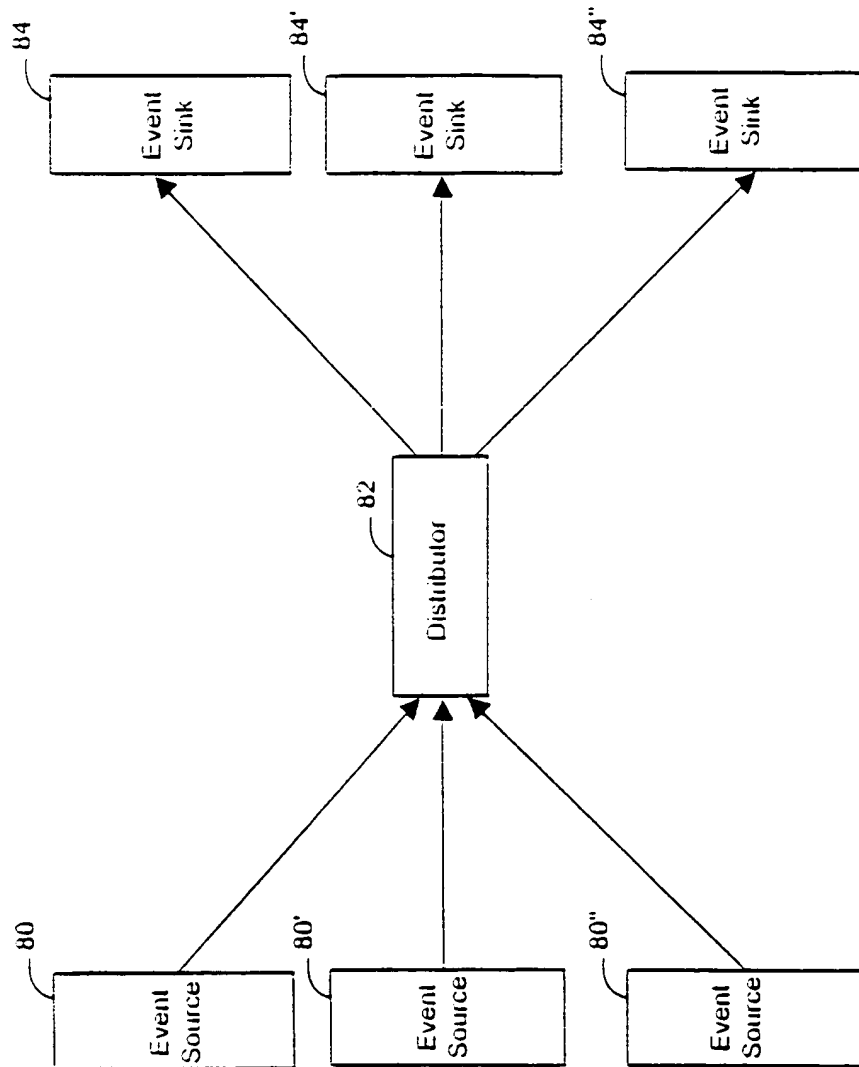 80
Event
Source
80'
Event
Source
80"
Event
Source
82
Distributor
84
Event
Sink
84'
Event
Sink
84"
Event
Sink